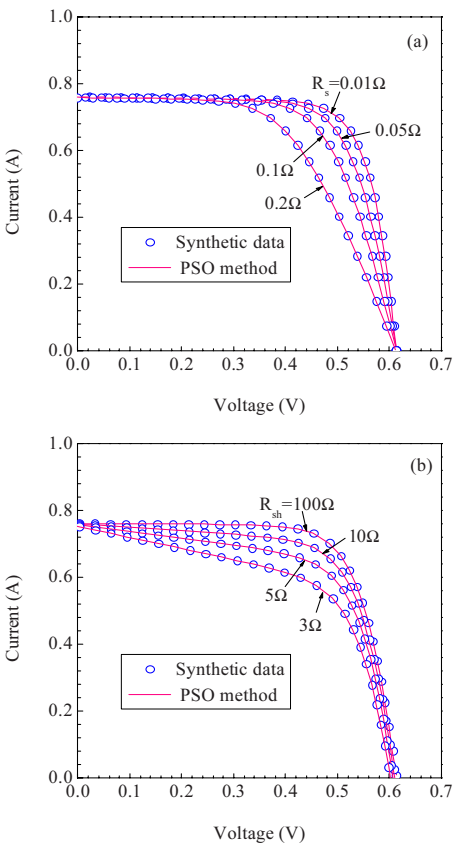 1.0
(a)
R_s=0.01Ω
0.8
0.05Ω
0.6
0.1Ω
0.2Ω
Current (A)
0.4
Synthetic data
PSO method
0.2
0.0
0.0 0.1 0.2 0.3 0.4 0.5 0.6 0.7
Voltage (V)
1.0
(b)
R_sh=100Ω
0.8
10Ω
0.6
5Ω
3Ω
Current (A)
0.4
Synthetic data
PSO method
0.2
0.0
0.0 0.1 0.2 0.3 0.4 0.5 0.6 0.7
Voltage (V)